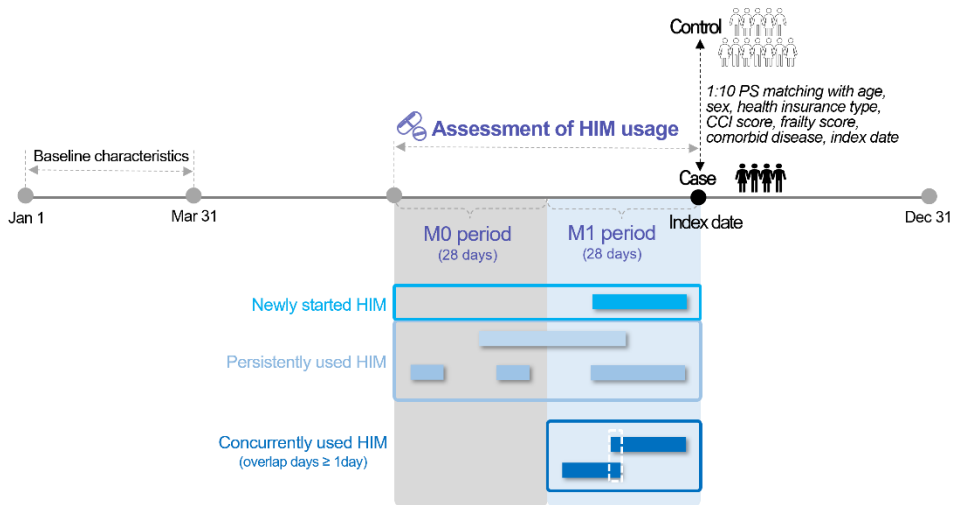 Control
1:10 PS matching with age,
sex, health insurance type,
CCI score, frailty score,
comorbid disease, index date
Assessment of HIM usage
Baseline characteristics
Case
Jan 1
Mar 31
Index date
Dec 31
M0 period
(28 days)
M1 period
(28 days)
Newly started HIM
Persistently used HIM
Concurrently used HIM
(overlap days ≥ 1day)